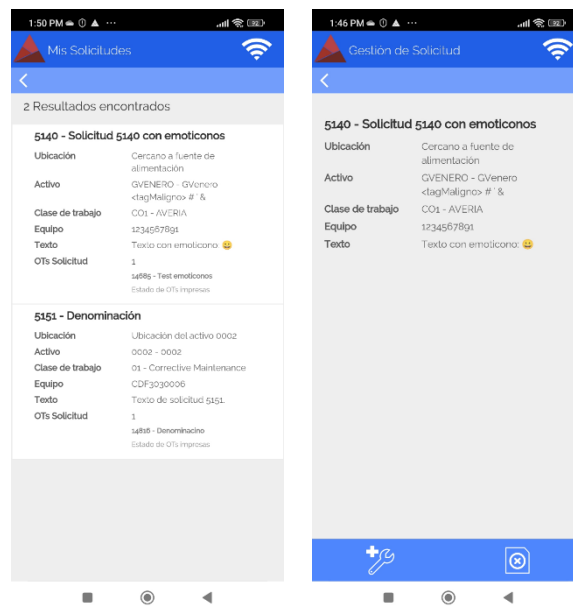 1:50 PM
Mis Solicitudes
2 Resultados encontrados
5140 - Solicitud 5140 con emoticonos
Ubicación Cercano a fuente de
alimentación
Activo GVENERO - GVenero
<tagMaligno> # ' &
Clase de trabajo CO1 - AVERIA
Equipo 1234567891
Texto Texto con emoticono: 😀
OTs Solicitud 1
14685 - Test emoticonos
Estado de OTs impresas
5151 - Denominación
Ubicación Ubicación del activo 0002
Activo 0002 - 0002
Clase de trabajo 01 - Corrective Maintenance
Equipo CDF3030006
Texto Texto de solicitud 5151.
OTs Solicitud 1
14816 - Denominacino
Estado de OTs impresas
1:46 PM
Gestión de Solicitud
5140 - Solicitud 5140 con emoticonos
Ubicación Cercano a fuente de
alimentación
Activo GVENERO - GVenero
<tagMaligno> # ' &
Clase de trabajo CO1 - AVERIA
Equipo 1234567891
Texto Texto con emoticono: 😀